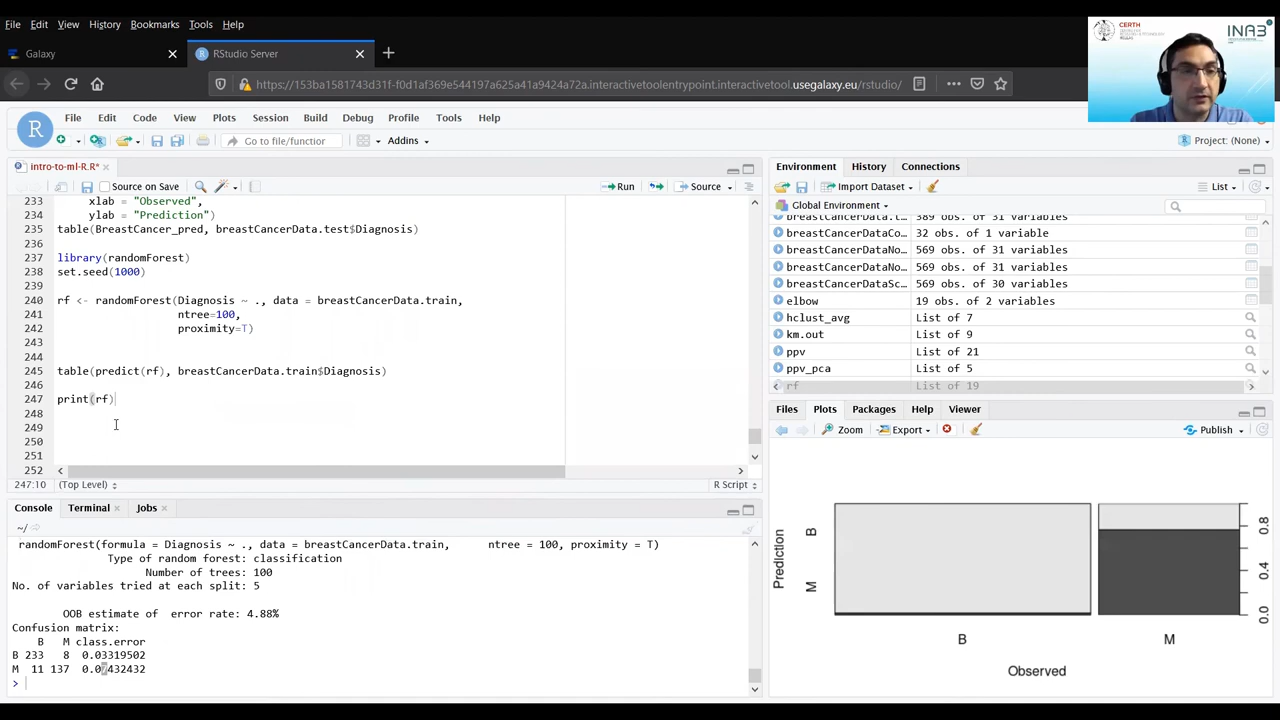 File Edit View History Bookmarks Tools Help
Galaxy
RStudio Server
https://153ba1581743d31f-f0d1af369e544197a625a41a9424a72a.interactivetoolentrypoint.interactivetool.usegalaxy.eu/rstudio/
CERTH
INAB
File Edit Code View Plots Session Build Debug Profile Tools Help
Go to file/function
Addins
Project: (None)
intro-to-ml-R.R*
Source on Save
Run
Source
233 xlab = "Observed",
234 ylab = "Prediction")
235 table(BreastCancer_pred, breastCancerData.test$Diagnosis)
236
237 library(randomForest)
238 set.seed(1000)
239
240 rf <- randomForest(Diagnosis ~ ., data = breastCancerData.train,
241 ntree=100,
242 proximity=T)
243
244
245 table(predict(rf), breastCancerData.train$Diagnosis)
246
247 print(rf)
248
249
250
251
252
247:10 (Top Level) R Script
Console Terminal Jobs
~/
randomForest(formula = Diagnosis ~ ., data = breastCancerData.train, ntree = 100, proximity = T)
Type of random forest: classification
Number of trees: 100
No. of variables tried at each split: 5
OOB estimate of error rate: 4.88%
Confusion matrix:
B M class.error
B 233 8 0.03319502
M 11 137 0.07432432
>
Environment History Connections
Import Dataset
List
Global Environment
breastCancerData.t… 389 obs. of 31 variables
breastCancerDataCo… 32 obs. of 1 variable
breastCancerDataNo… 569 obs. of 31 variables
breastCancerDataNo… 569 obs. of 31 variables
breastCancerDataSc… 569 obs. of 30 variables
elbow 19 obs. of 2 variables
hclust_avg List of 7
km.out List of 9
ppv List of 21
ppv_pca List of 5
rf List of 19
Files Plots Packages Help Viewer
Zoom Export Publish
Prediction
B
M
0.8
0.4
0.0
B M
Observed